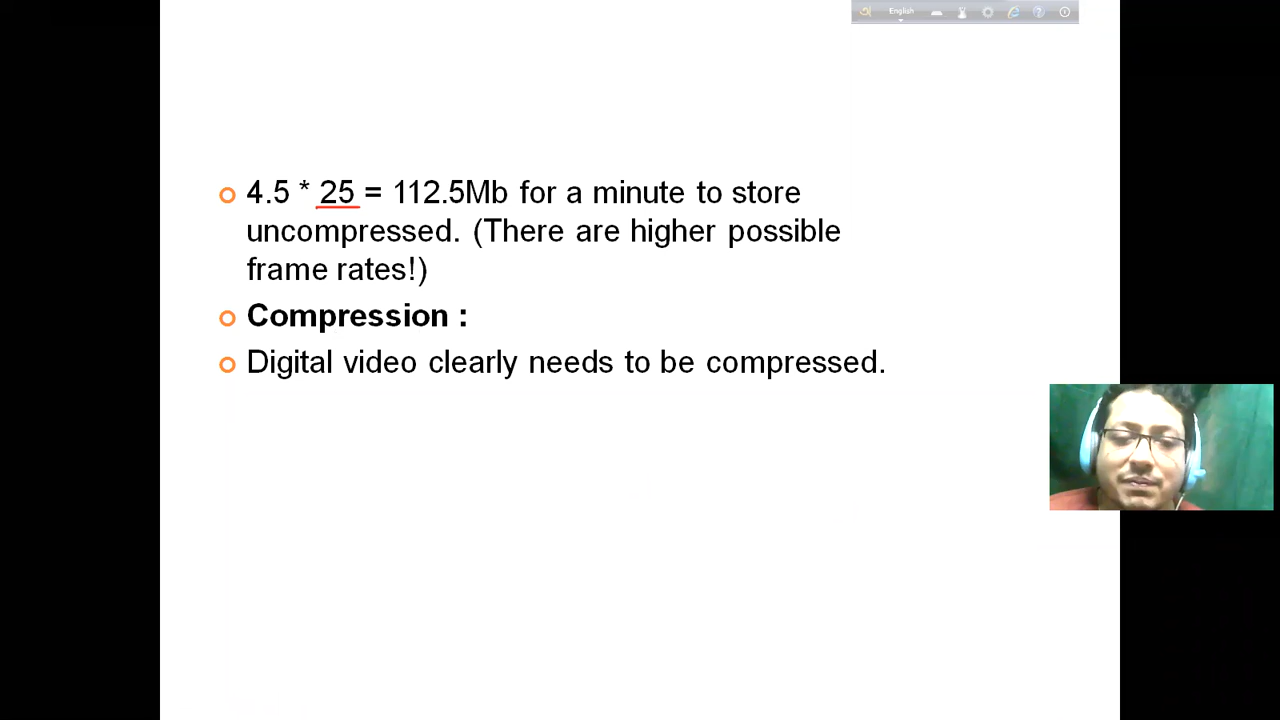 English
4.5 * 25 = 112.5Mb for a minute to store
uncompressed. (There are higher possible
frame rates!)
Compression :
Digital video clearly needs to be compressed.